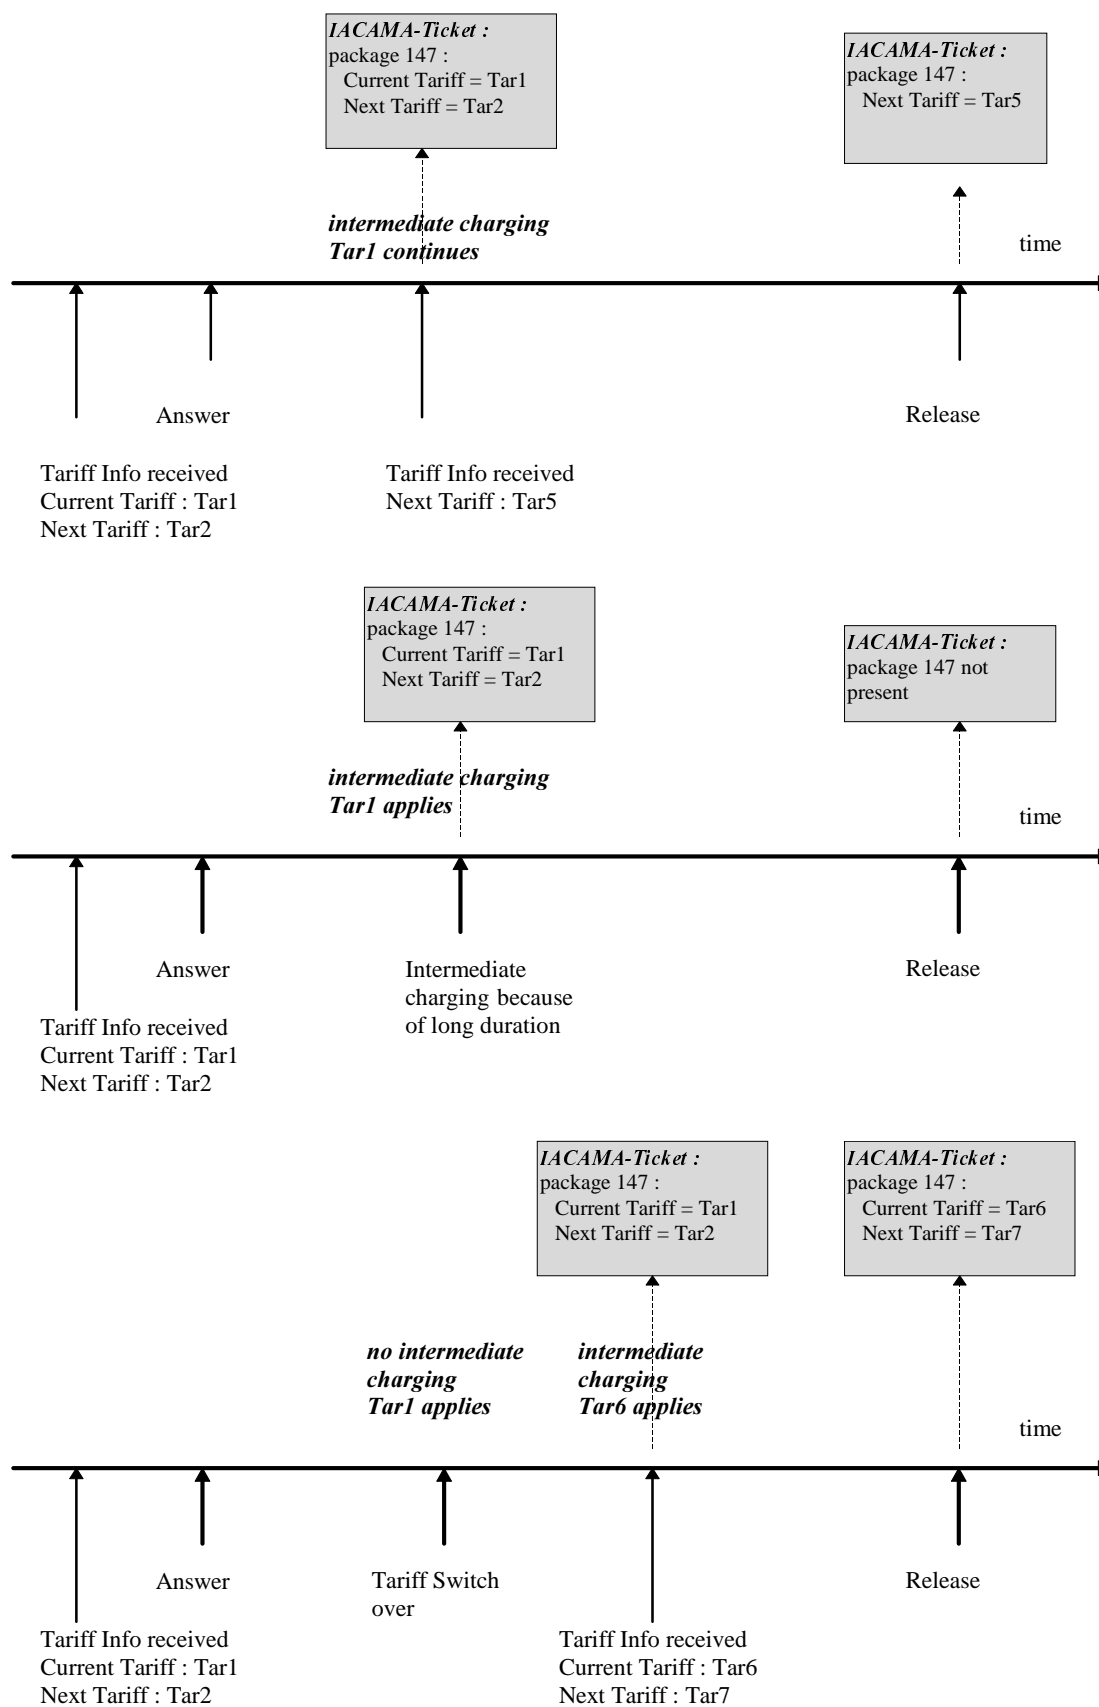 IACAMA-Ticket :
package 147 :
Current Tariff = Tar1
Next Tariff = Tar2
IACAMA-Ticket :
package 147 :
Next Tariff = Tar5
intermediate charging
Tar1 continues
time
Answer
Release
Tariff Info received
Current Tariff : Tar1
Next Tariff : Tar2
Tariff Info received
Next Tariff : Tar5
IACAMA-Ticket :
package 147 :
Current Tariff = Tar1
Next Tariff = Tar2
IACAMA-Ticket :
package 147 not
present
intermediate charging
Tar1 applies
time
Answer
Intermediate
charging because
of long duration
Release
Tariff Info received
Current Tariff : Tar1
Next Tariff : Tar2
IACAMA-Ticket :
package 147 :
Current Tariff = Tar1
Next Tariff = Tar2
IACAMA-Ticket :
package 147 :
Current Tariff = Tar6
Next Tariff = Tar7
no intermediate
charging
Tar1 applies
intermediate
charging
Tar6 applies
time
Answer
Tariff Switch
over
Release
Tariff Info received
Current Tariff : Tar1
Next Tariff : Tar2
Tariff Info received
Current Tariff : Tar6
Next Tariff : Tar7